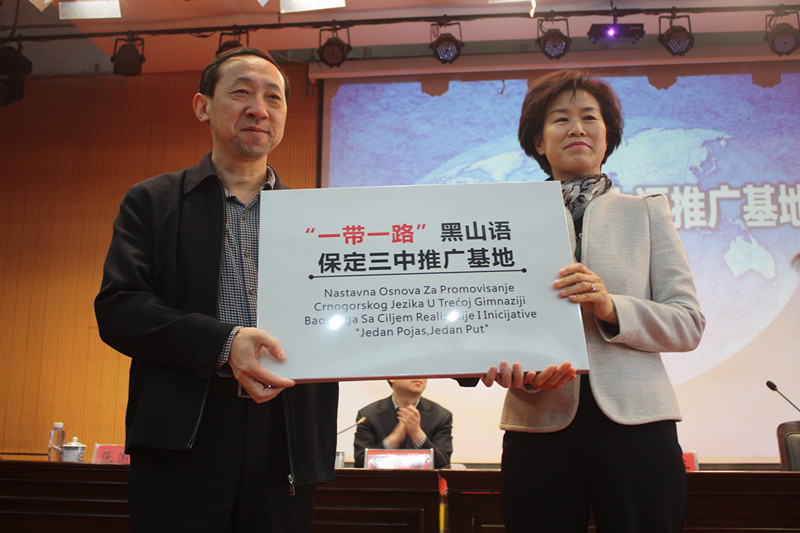 “一带一路”黑山语
保定三中推广基地
Nastavna Osnova Za Promovisanje
Crnogorskog Jezika U Trećoj Gimnaziji
Sa Ciljem I Inicijative
"Jedan Pojas,Jedan Put"
推广基地
张